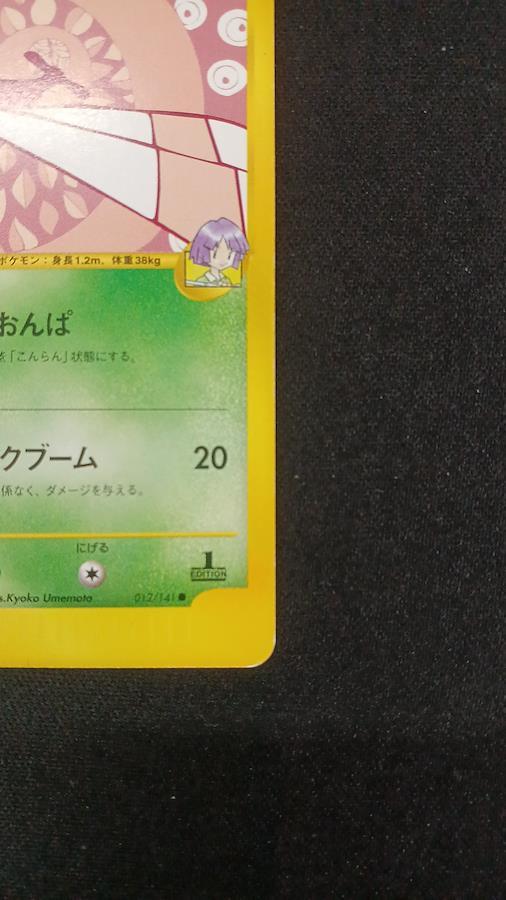 ポケモン：身長1.2m、体重38kg
おんぱ
を「こんらん」状態にする。
クブーム 20
係なく、ダメージを与える。
にげる
1
EDITION
s.Kyoko Umemoto 012/141